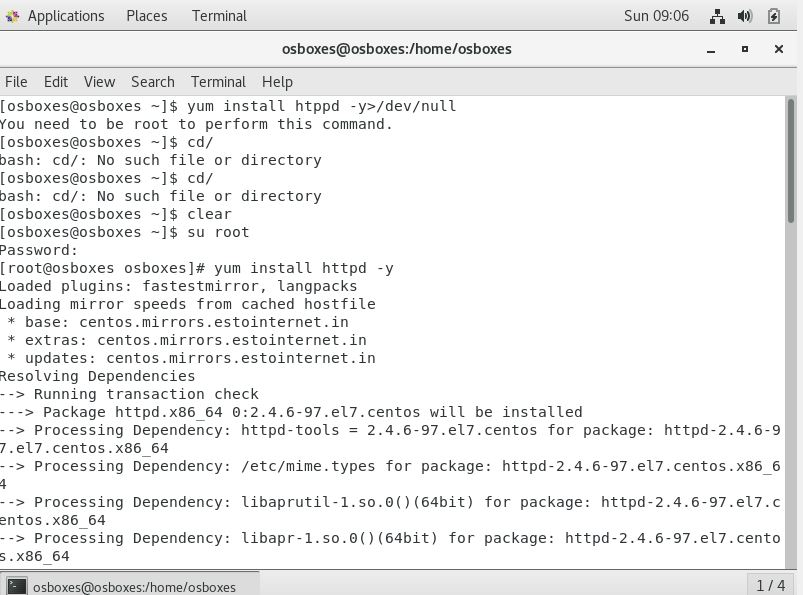 Applications Places Terminal Sun 09:06
osboxes@osboxes:/home/osboxes
File Edit View Search Terminal Help
[osboxes@osboxes ~]$ yum install htppd -y>/dev/null
You need to be root to perform this command.
[osboxes@osboxes ~]$ cd/
bash: cd/: No such file or directory
[osboxes@osboxes ~]$ cd/
bash: cd/: No such file or directory
[osboxes@osboxes ~]$ clear
[osboxes@osboxes ~]$ su root
Password:
[root@osboxes osboxes]# yum install httpd -y
Loaded plugins: fastestmirror, langpacks
Loading mirror speeds from cached hostfile
 * base: centos.mirrors.estointernet.in
 * extras: centos.mirrors.estointernet.in
 * updates: centos.mirrors.estointernet.in
Resolving Dependencies
--> Running transaction check
---> Package httpd.x86_64 0:2.4.6-97.el7.centos will be installed
--> Processing Dependency: httpd-tools = 2.4.6-97.el7.centos for package: httpd-2.4.6-9
7.el7.centos.x86_64
--> Processing Dependency: /etc/mime.types for package: httpd-2.4.6-97.el7.centos.x86_6
4
--> Processing Dependency: libaprutil-1.so.0()(64bit) for package: httpd-2.4.6-97.el7.c
entos.x86_64
--> Processing Dependency: libapr-1.so.0()(64bit) for package: httpd-2.4.6-97.el7.cento
s.x86_64
osboxes@osboxes:/home/osboxes 1 / 4